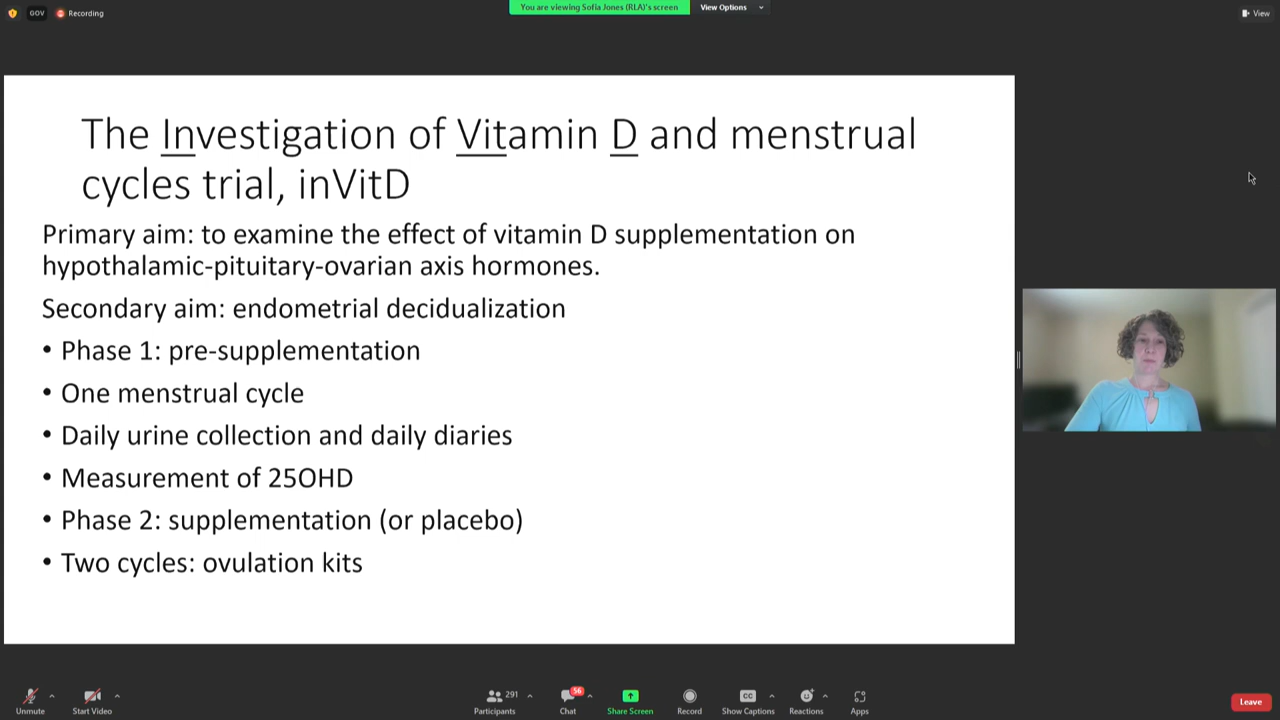 GOV
Recording
You are viewing Sofia Jones (RLA)'s screen
View Options
View
The Investigation of Vitamin D and menstrual
cycles trial, inVitD
Primary aim: to examine the effect of vitamin D supplementation on
hypothalamic-pituitary-ovarian axis hormones.
Secondary aim: endometrial decidualization
• Phase 1: pre-supplementation
• One menstrual cycle
• Daily urine collection and daily diaries
• Measurement of 25OHD
• Phase 2: supplementation (or placebo)
• Two cycles: ovulation kits
Unmute
Start Video
291
Participants
56
Chat
Share Screen
Record
CC
Show Captions
Reactions
Apps
Leave